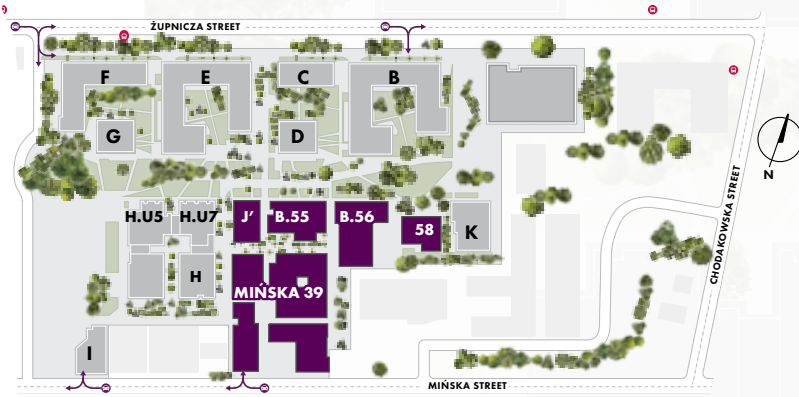 ŻUPNICZA STREET
F
E
C
B
G
D
H.U5
H.U7
J'
B.55
B.56
58
K
H
MIŃSKA 39
I
MIŃSKA STREET
CHODAKOWSKA STREET
N